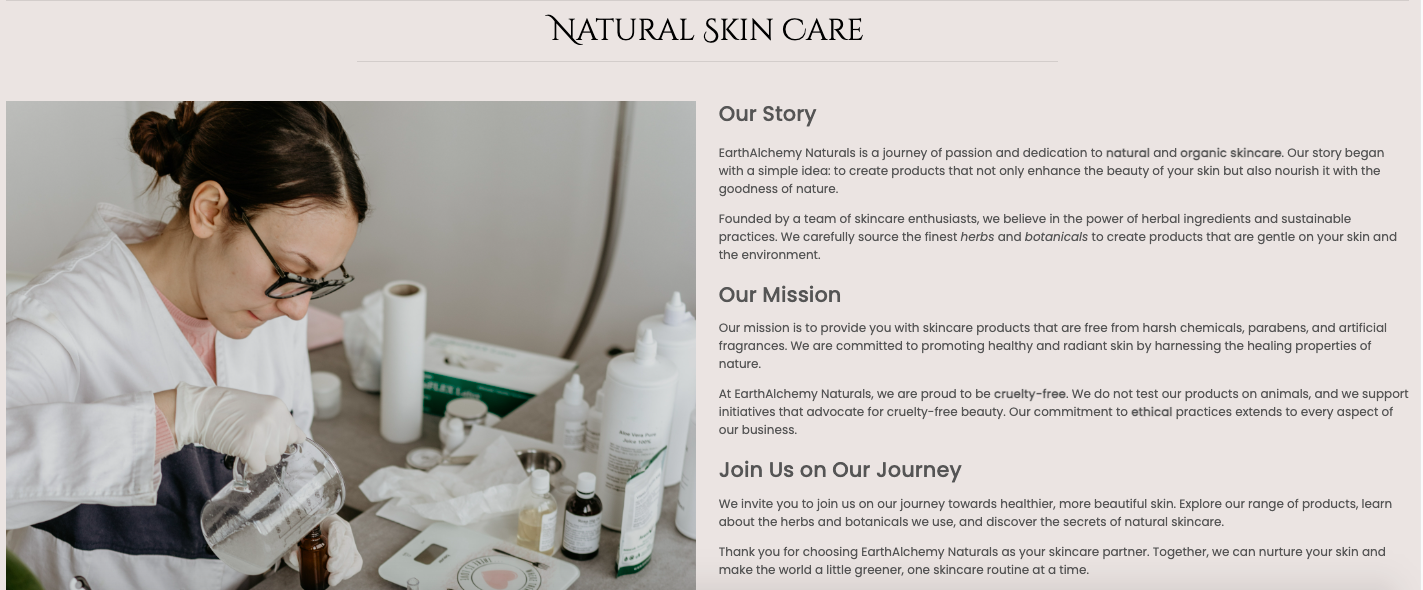 Natural Skin Care
Our Story
EarthAlchemy Naturals is a journey of passion and dedication to natural and organic skincare. Our story began
with a simple idea: to create products that not only enhance the beauty of your skin but also nourish it with the
goodness of nature.
Founded by a team of skincare enthusiasts, we believe in the power of herbal ingredients and sustainable
practices. We carefully source the finest herbs and botanicals to create products that are gentle on your skin and
the environment.
Our Mission
Our mission is to provide you with skincare products that are free from harsh chemicals, parabens, and artificial
fragrances. We are committed to promoting healthy and radiant skin by harnessing the healing properties of
nature.
At EarthAlchemy Naturals, we are proud to be cruelty-free. We do not test our products on animals, and we support
initiatives that advocate for cruelty-free beauty. Our commitment to ethical practices extends to every aspect of
our business.
Join Us on Our Journey
We invite you to join us on our journey towards healthier, more beautiful skin. Explore our range of products, learn
about the herbs and botanicals we use, and discover the secrets of natural skincare.
Thank you for choosing EarthAlchemy Naturals as your skincare partner. Together, we can nurture your skin and
make the world a little greener, one skincare routine at a time.
Aloe Vera Pure
Juice 100%